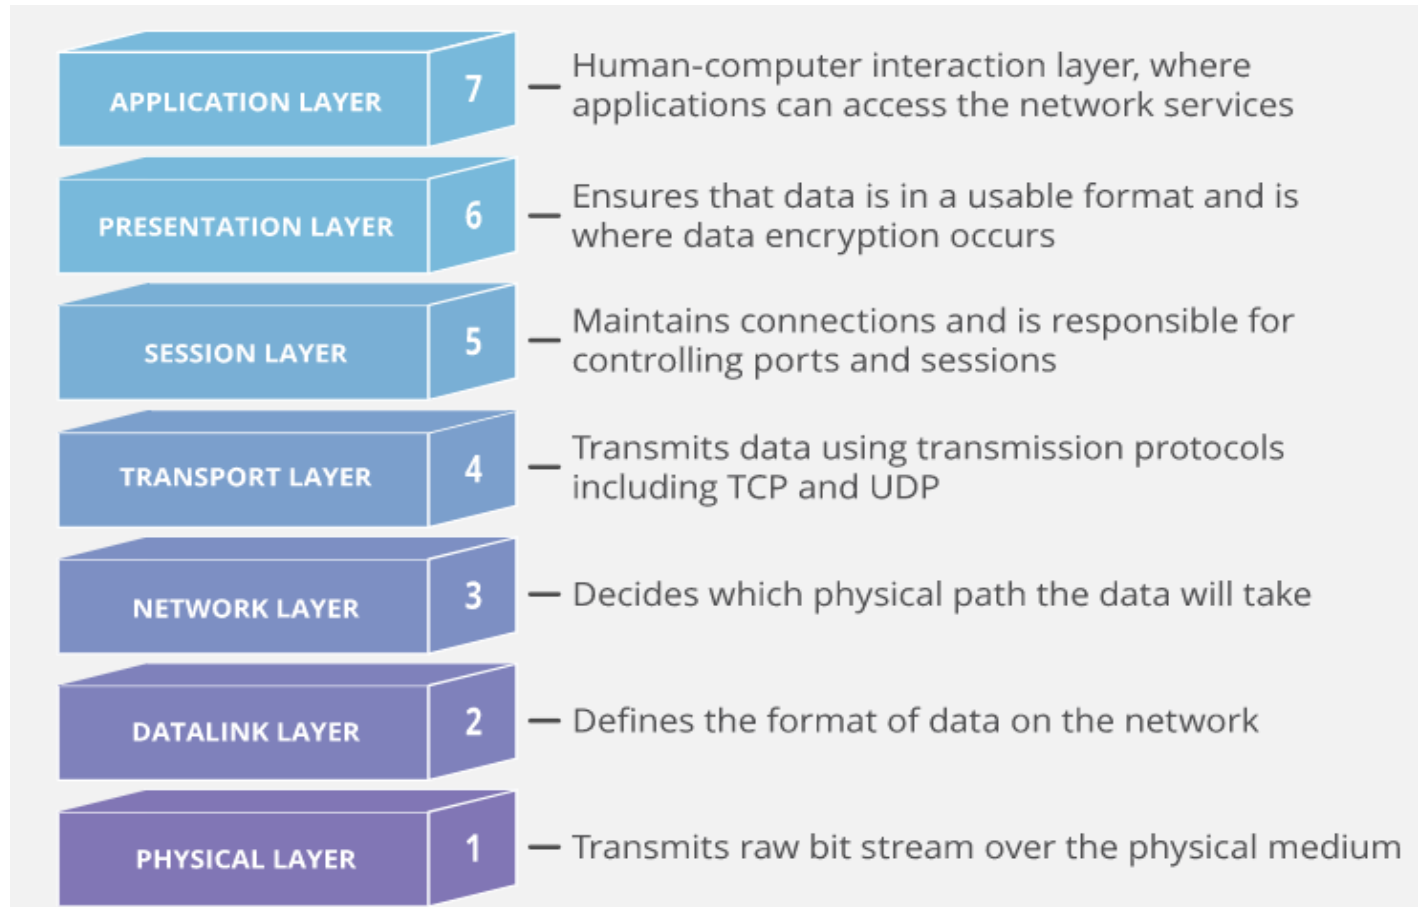 APPLICATION LAYER
7
Human-computer interaction layer, where
applications can access the network services
PRESENTATION LAYER
6
Ensures that data is in a usable format and is
where data encryption occurs
SESSION LAYER
5
Maintains connections and is responsible for
controlling ports and sessions
TRANSPORT LAYER
4
Transmits data using transmission protocols
including TCP and UDP
NETWORK LAYER
3
Decides which physical path the data will take
DATALINK LAYER
2
Defines the format of data on the network
PHYSICAL LAYER
1
Transmits raw bit stream over the physical medium